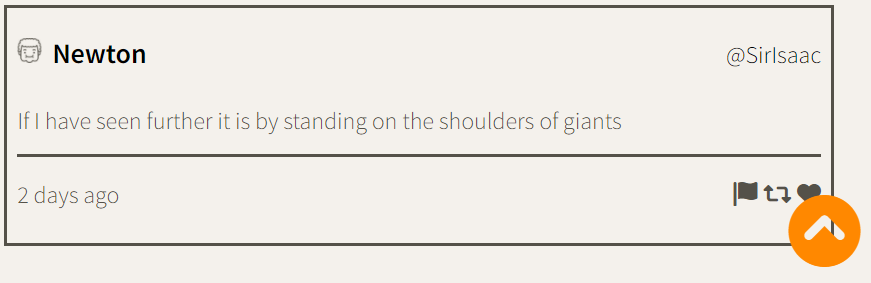 Newton @SirIsaac
If I have seen further it is by standing on the shoulders of giants
2 days ago